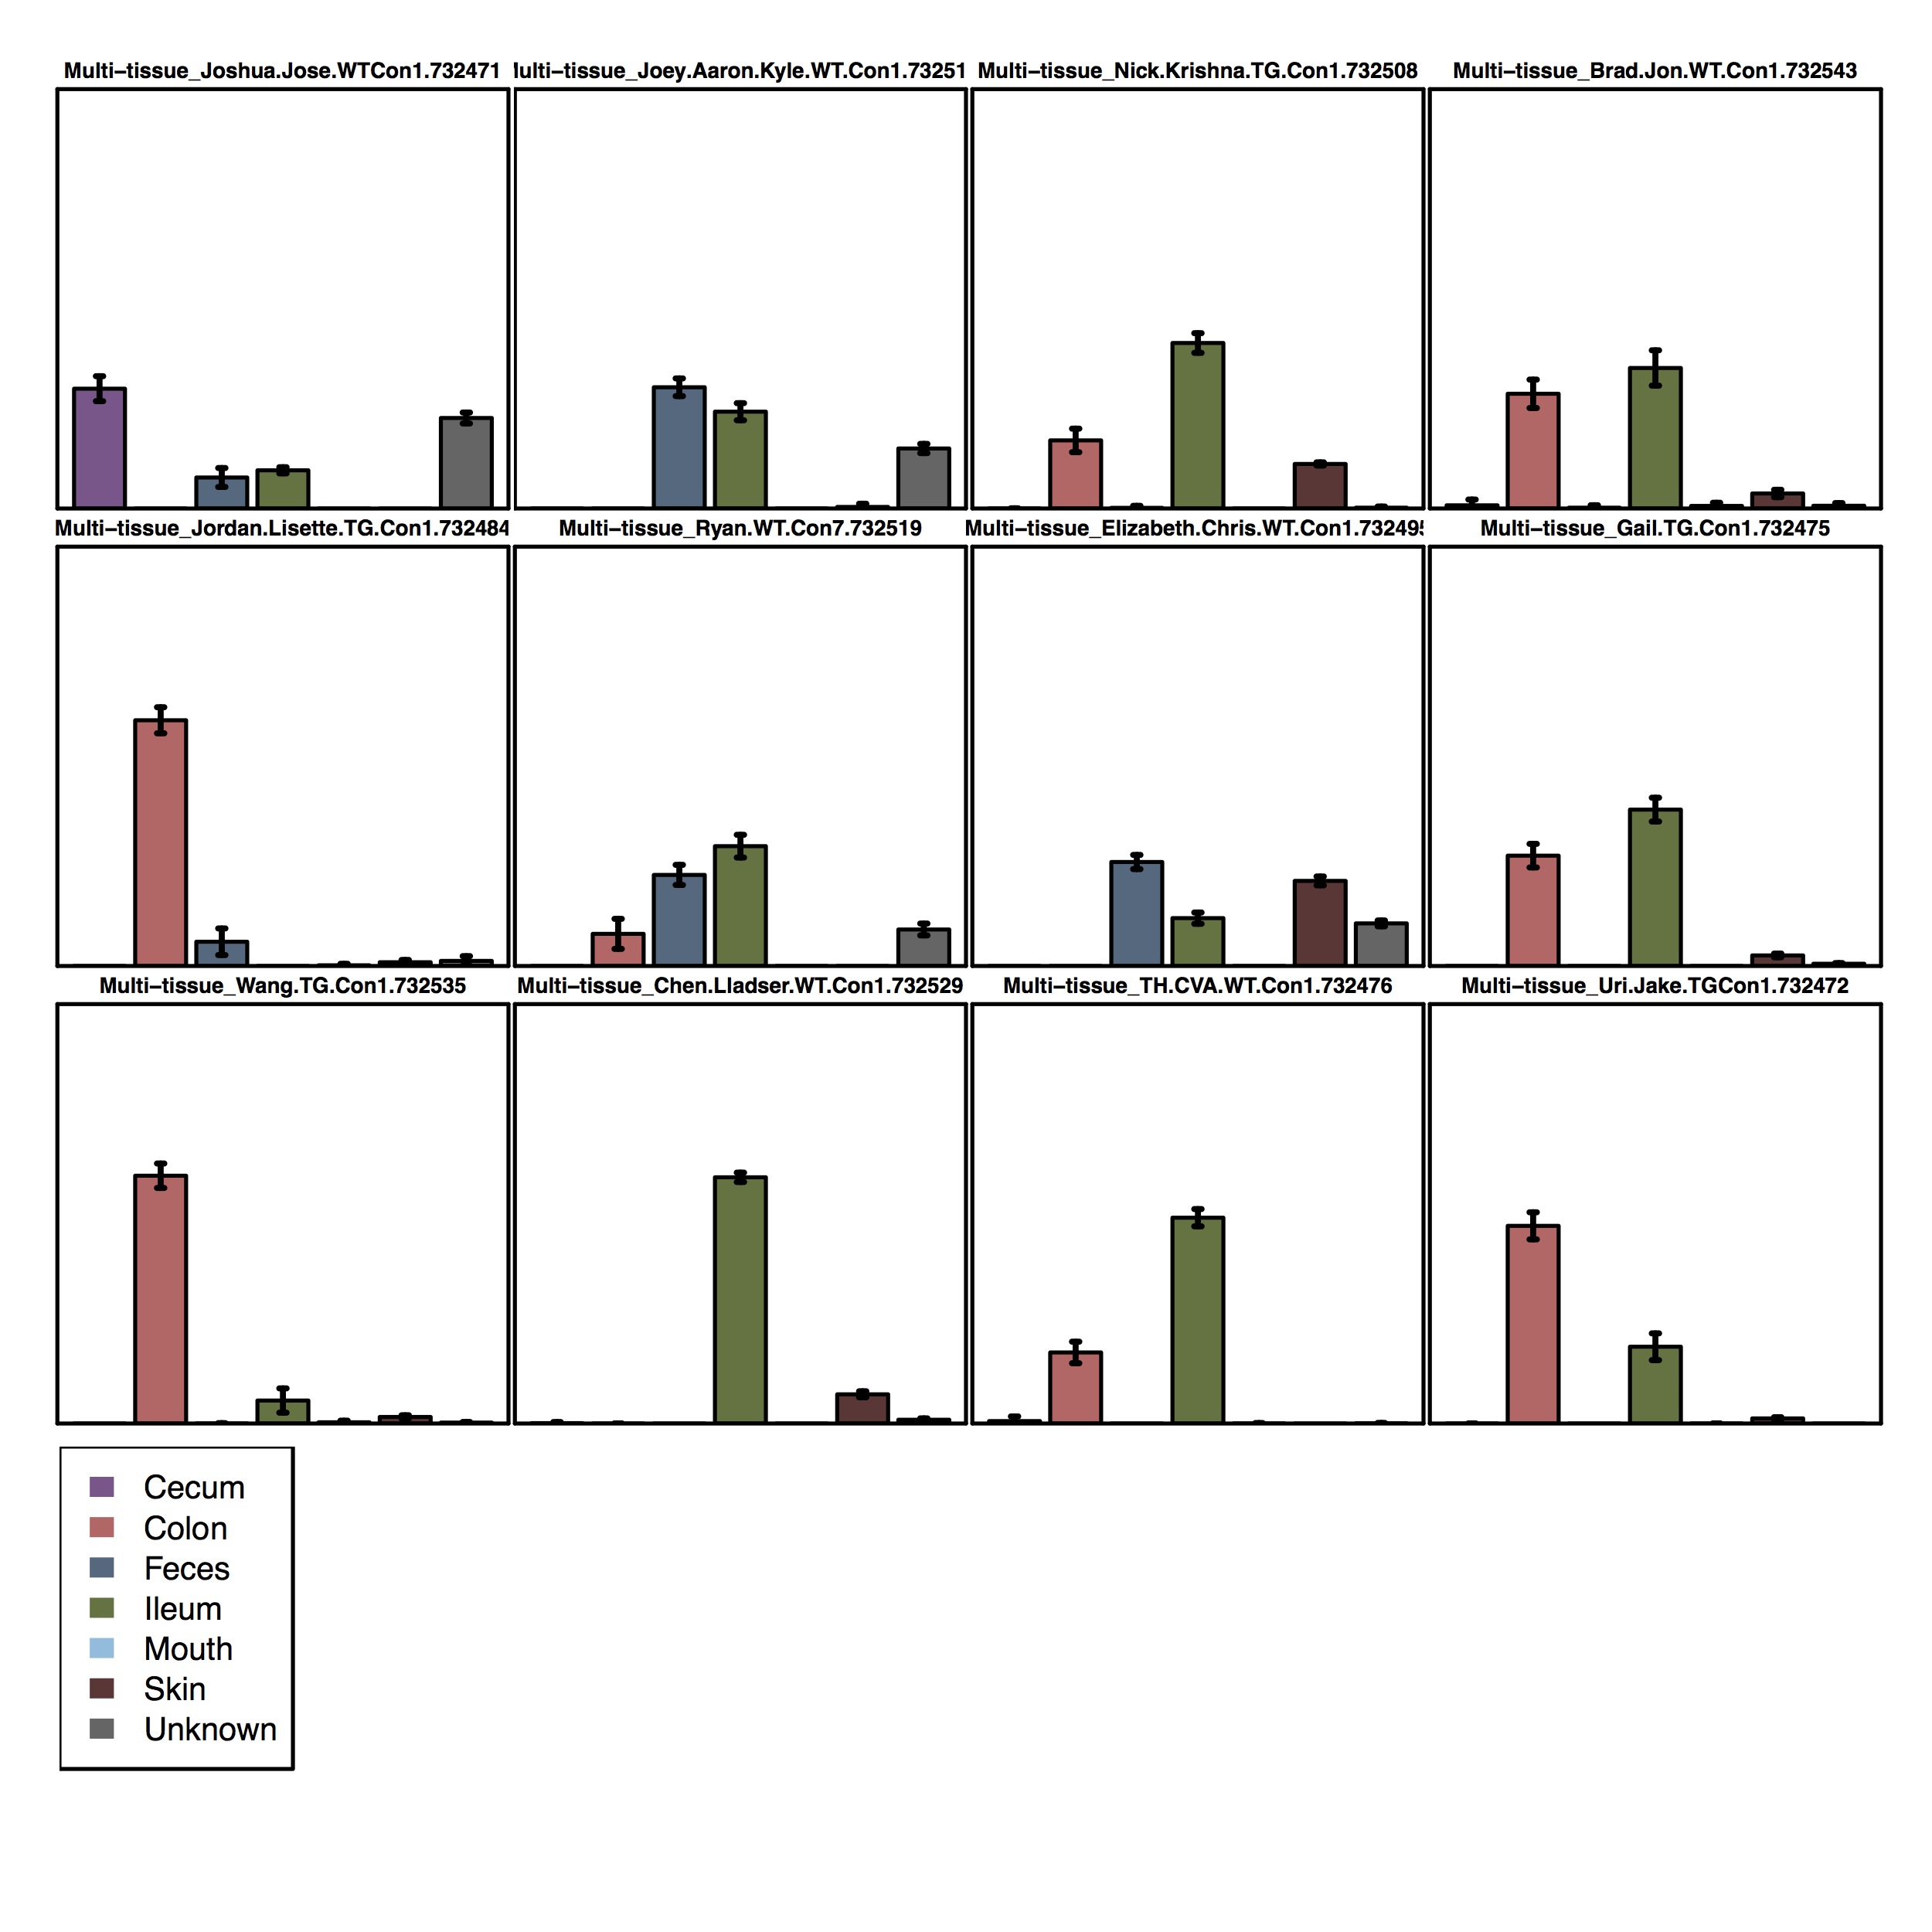 Multi−tissue_Joshua.Jose.WTCon1.732471
ulti−tissue_Joey.Aaron.Kyle.WT.Con1.73251
Multi−tissue_Nick.Krishna.TG.Con1.732508
Multi−tissue_Brad.Jon.WT.Con1.732543
Multi−tissue_Jordan.Lisette.TG.Con1.732484
Multi−tissue_Ryan.WT.Con7.732519
Multi−tissue_Elizabeth.Chris.WT.Con1.732495
Multi−tissue_Gail.TG.Con1.732475
Multi−tissue_Wang.TG.Con1.732535
Multi−tissue_Chen.Lladser.WT.Con1.732529
Multi−tissue_TH.CVA.WT.Con1.732476
Multi−tissue_Uri.Jake.TGCon1.732472
Cecum
Colon
Feces
Ileum
Mouth
Skin
Unknown